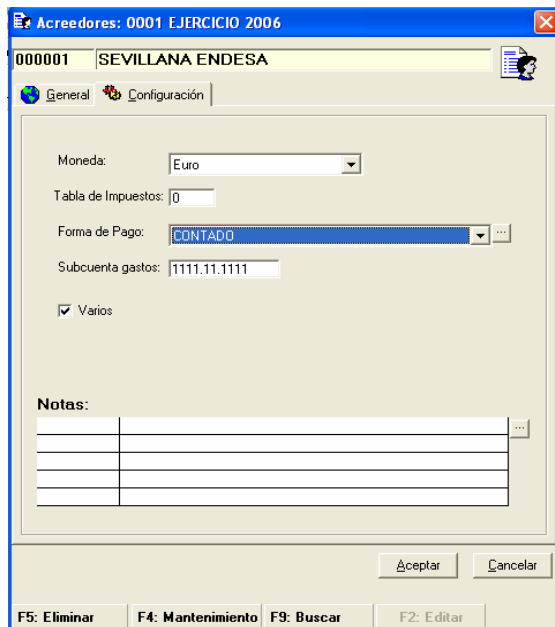 Acreedores: 0001 EJERCICIO 2006
000001 SEVILLANA ENDESA
General Configuración
Moneda: Euro
Tabla de Impuestos: 0
Forma de Pago: CONTADO ...
Subcuenta gastos: 1111.11.1111
Varios
Notas:
...
Aceptar Cancelar
F5: Eliminar F4: Mantenimiento F9: Buscar F2: Editar